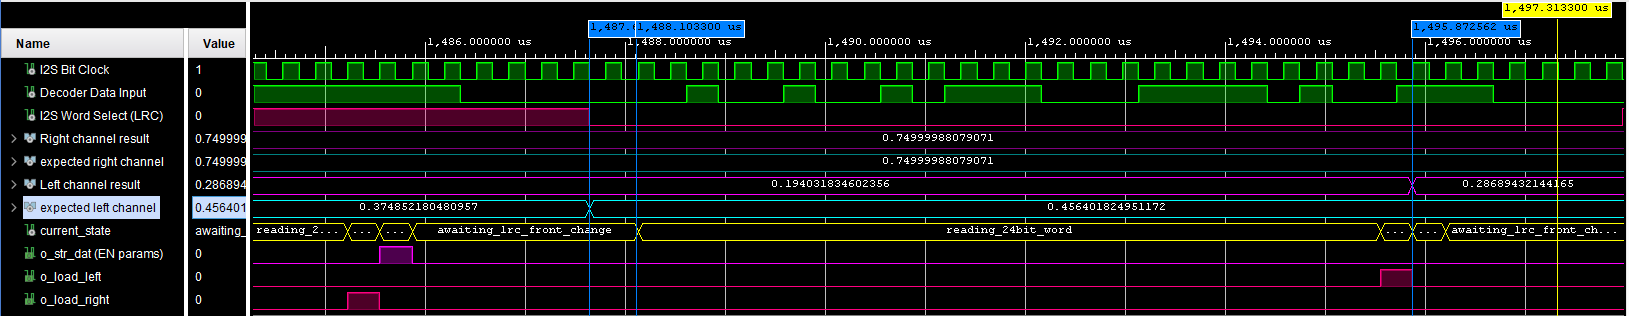 1,497.313300 us
1,487. 1,488.103300 us 1,495.872562 us
Name Value 1,486.000000 us 1,488.000000 us 1,490.000000 us 1,492.000000 us 1,494.000000 us 1,496.000000 us
I2S Bit Clock 1
Decoder Data Input 0
I2S Word Select (LRC) 0
Right channel result 0.749999 0.74999988079071
expected right channel 0.749999 0.74999988079071
Left channel result 0.286894 0.194031834602356 0.28689432144165
expected left channel 0.456401 0.374852180480957 0.456401824951172
current_state awaiting_ reading_2... ... ... awaiting_lrc_front_change reading_24bit_word ... ... awaiting_lrc_front_ch...
o_str_dat (EN params) 0
o_load_left 0
o_load_right 0